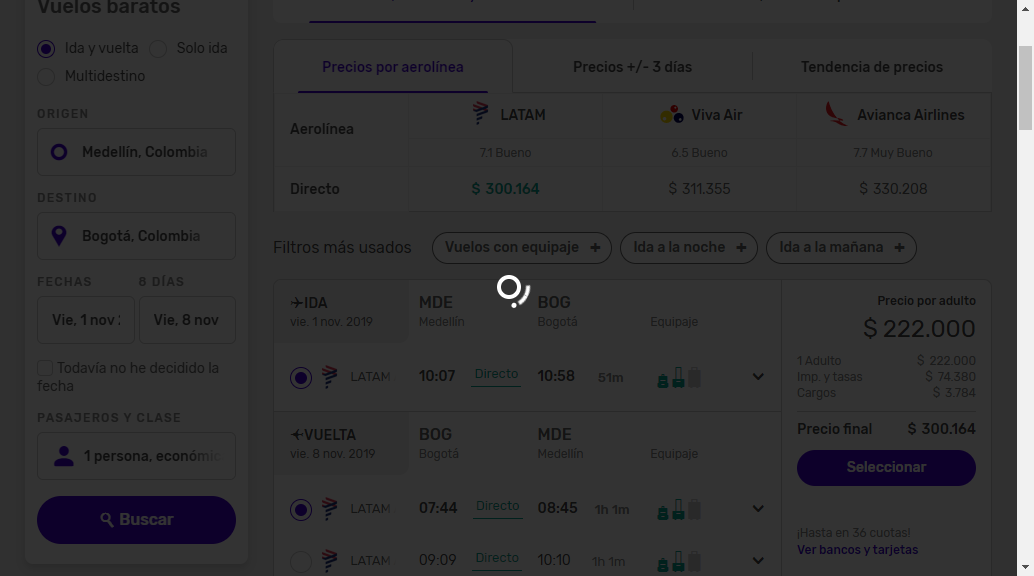 Vuelos baratos
Ida y vuelta
Solo ida
Multidestino
ORIGEN
Medellín, Colombia
DESTINO
Bogotá, Colombia
FECHAS
8 DÍAS
Vie, 1 nov
Vie, 8 nov
Todavía no he decidido la
fecha
PASAJEROS Y CLASE
1 persona, económic
Buscar
Precios por aerolínea
Precios +/- 3 días
Tendencia de precios
Aerolínea
LATAM
Viva Air
Avianca Airlines
7.1 Bueno
6.5 Bueno
7.7 Muy Bueno
Directo
$ 300.164
$ 311.355
$ 330.208
Filtros más usados
Vuelos con equipaje +
Ida a la noche +
Ida a la mañana +
IDA
MDE
BOG
vie. 1 nov. 2019
Medellín
Bogotá
Equipaje
LATAM
10:07
Directo
10:58
51m
VUELTA
BOG
MDE
vie. 8 nov. 2019
Bogotá
Medellín
Equipaje
LATAM
07:44
Directo
08:45
1h 1m
LATAM
09:09
Directo
10:10
1h 1m
Precio por adulto
$ 222.000
1 Adulto $ 222.000
Imp. y tasas $ 74.380
Cargos $ 3.784
Precio final $ 300.164
Seleccionar
¡Hasta en 36 cuotas!
Ver bancos y tarjetas